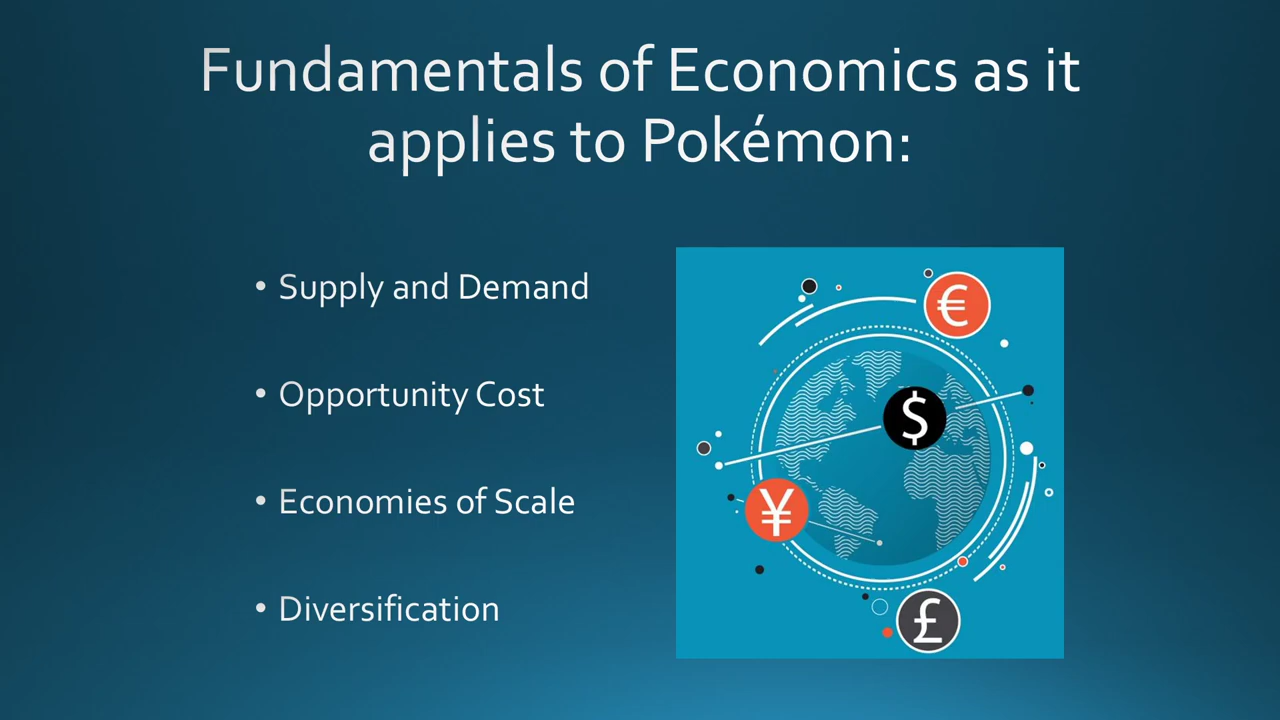 Fundamentals of Economics as it
applies to Pokémon:
• Supply and Demand
• Opportunity Cost
• Economies of Scale
• Diversification
€
$
¥
£